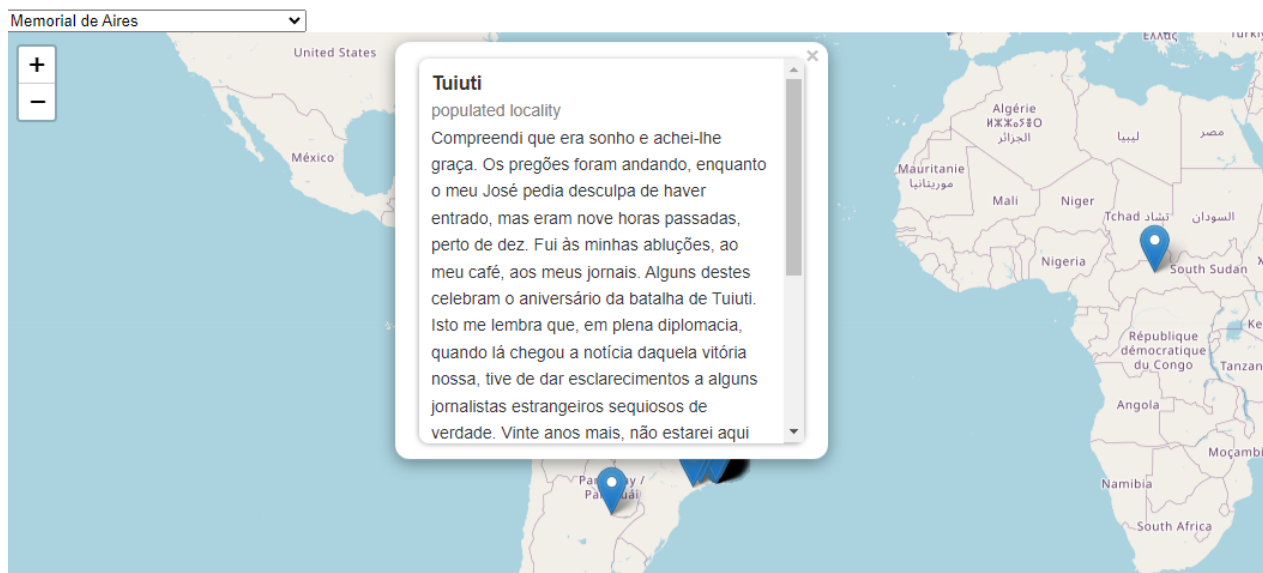 Memorial de Aires
+
−
×
Tuiuti
populated locality
Compreendi que era sonho e achei-lhe
graça. Os pregões foram andando, enquanto
o meu José pedia desculpa de haver
entrado, mas eram nove horas passadas,
perto de dez. Fui às minhas abluções, ao
meu café, aos meus jornais. Alguns destes
celebram o aniversário da batalha de Tuiuti.
Isto me lembra que, em plena diplomacia,
quando lá chegou a notícia daquela vitória
nossa, tive de dar esclarecimentos a alguns
jornalistas estrangeiros sequiosos de
verdade. Vinte anos mais, não estarei aqui
United States
México
Algérie
الجزائر
ليبيا
مصر
Mauritanie
موريتانيا
Mali
Niger
Tchad تشاد
السودان
Nigeria
South Sudan
République
démocratique
du Congo
Tanzan
Angola
Moçambi
Namibia
South Africa